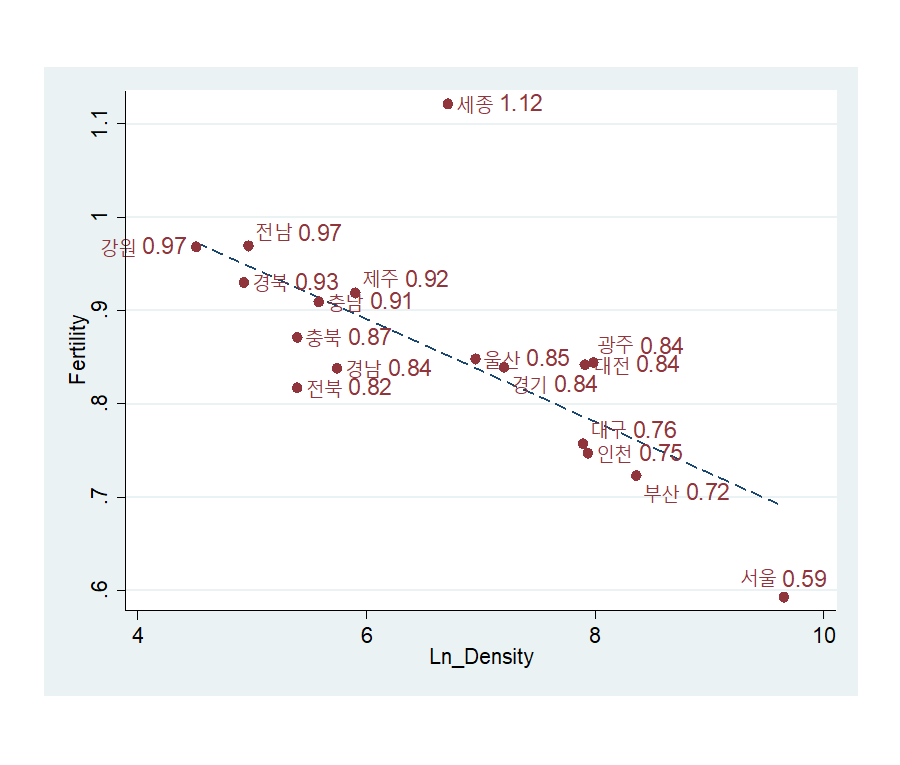 1.1
1
.9
.8
.7
.6
Fertility
세종 1.12
전남 0.97
강원 0.97
제주 0.92
경북 0.93
충남 0.91
충북 0.87
광주 0.84
울산 0.85
대전 0.84
경남 0.84
경기 0.84
전북 0.82
대구 0.76
인천 0.75
부산 0.72
서울 0.59
4
6
8
10
Ln_Density